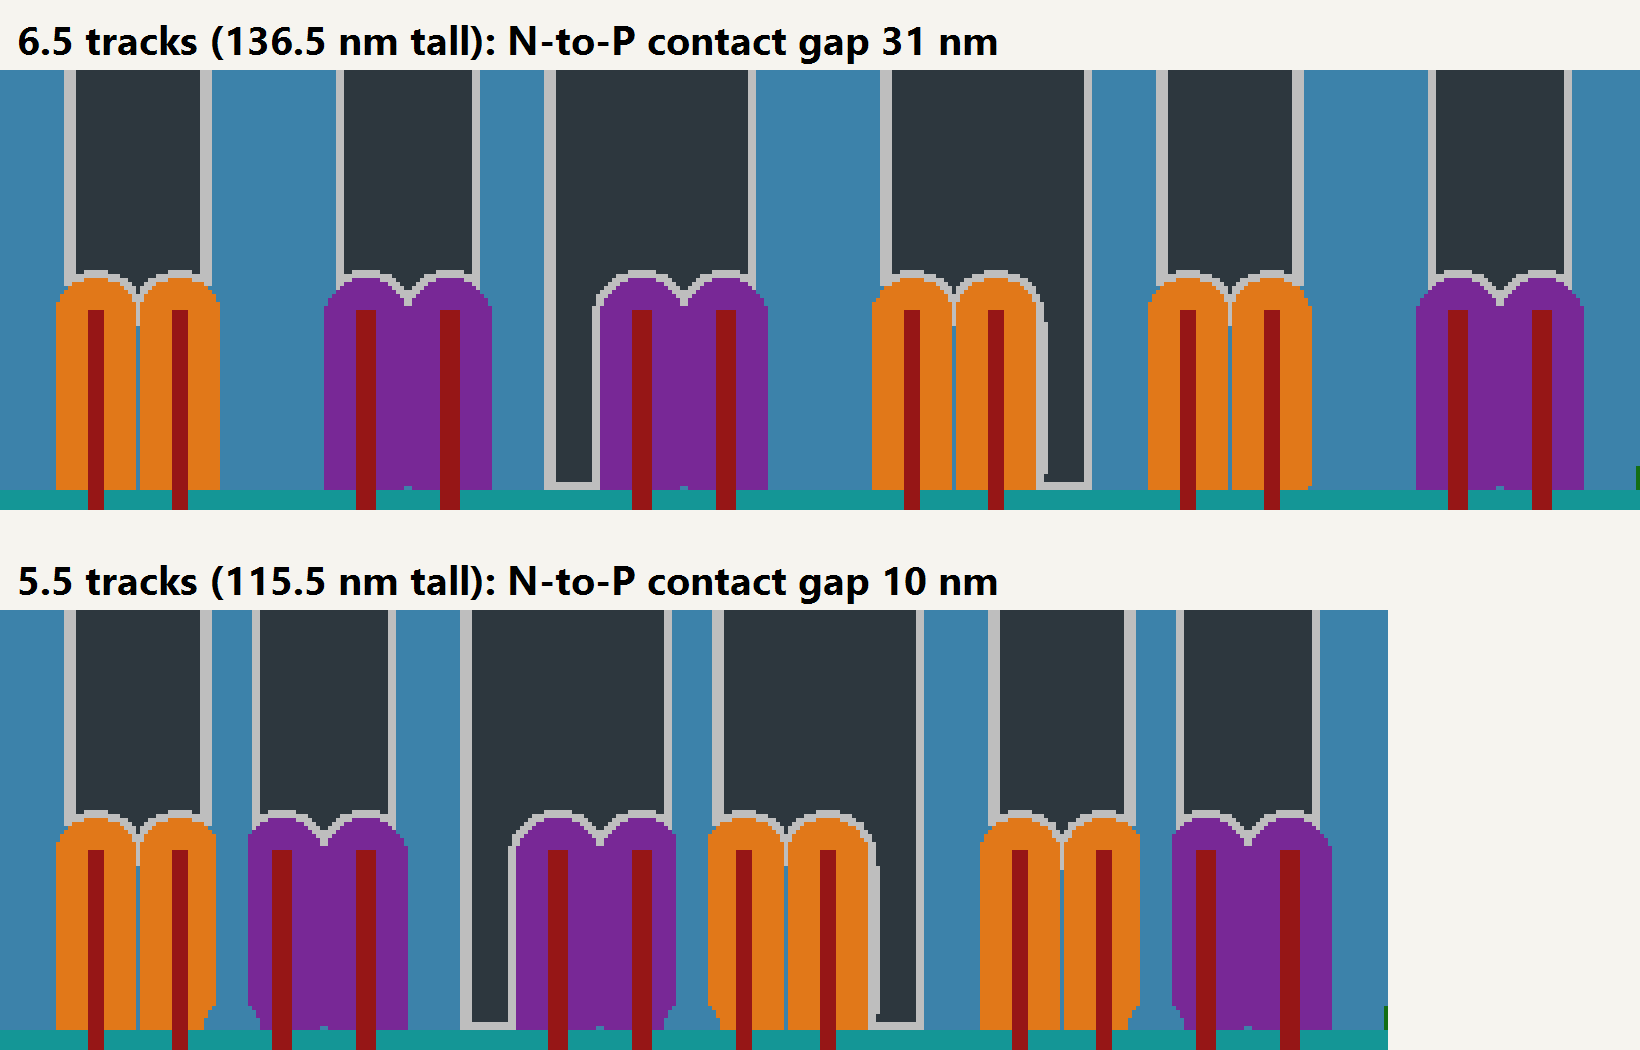 6.5 tracks (136.5 nm tall): N-to-P contact gap 31 nm
5.5 tracks (115.5 nm tall): N-to-P contact gap 10 nm